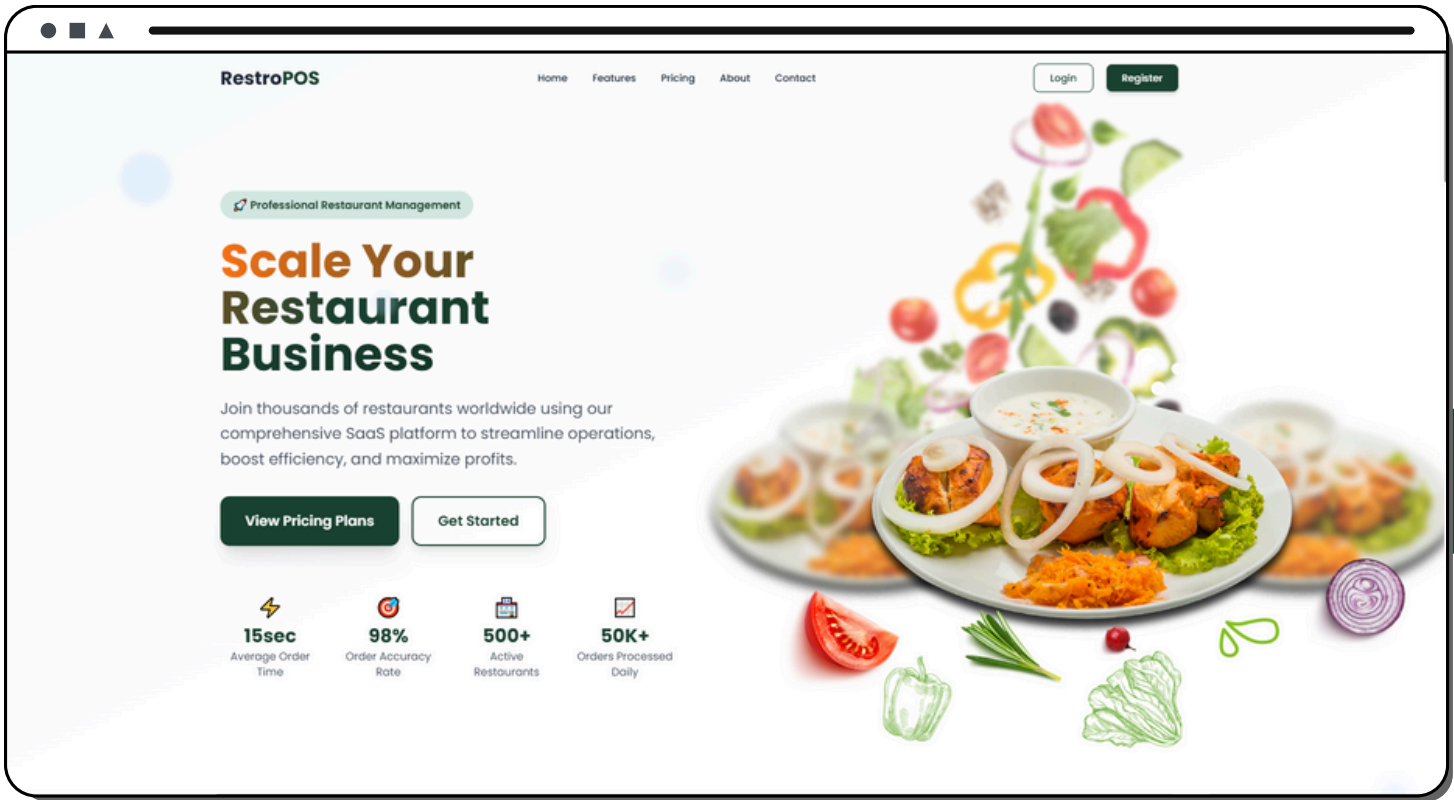 RestroPOS
Home Features Pricing About Contact
Login Register
Professional Restaurant Management
Scale Your
Restaurant
Business
Join thousands of restaurants worldwide using our
comprehensive SaaS platform to streamline operations,
boost efficiency, and maximize profits.
View Pricing Plans Get Started
15sec 98% 500+ 50K+
Average Order Order Accuracy Active Orders Processed
Time Rate Restaurants Daily